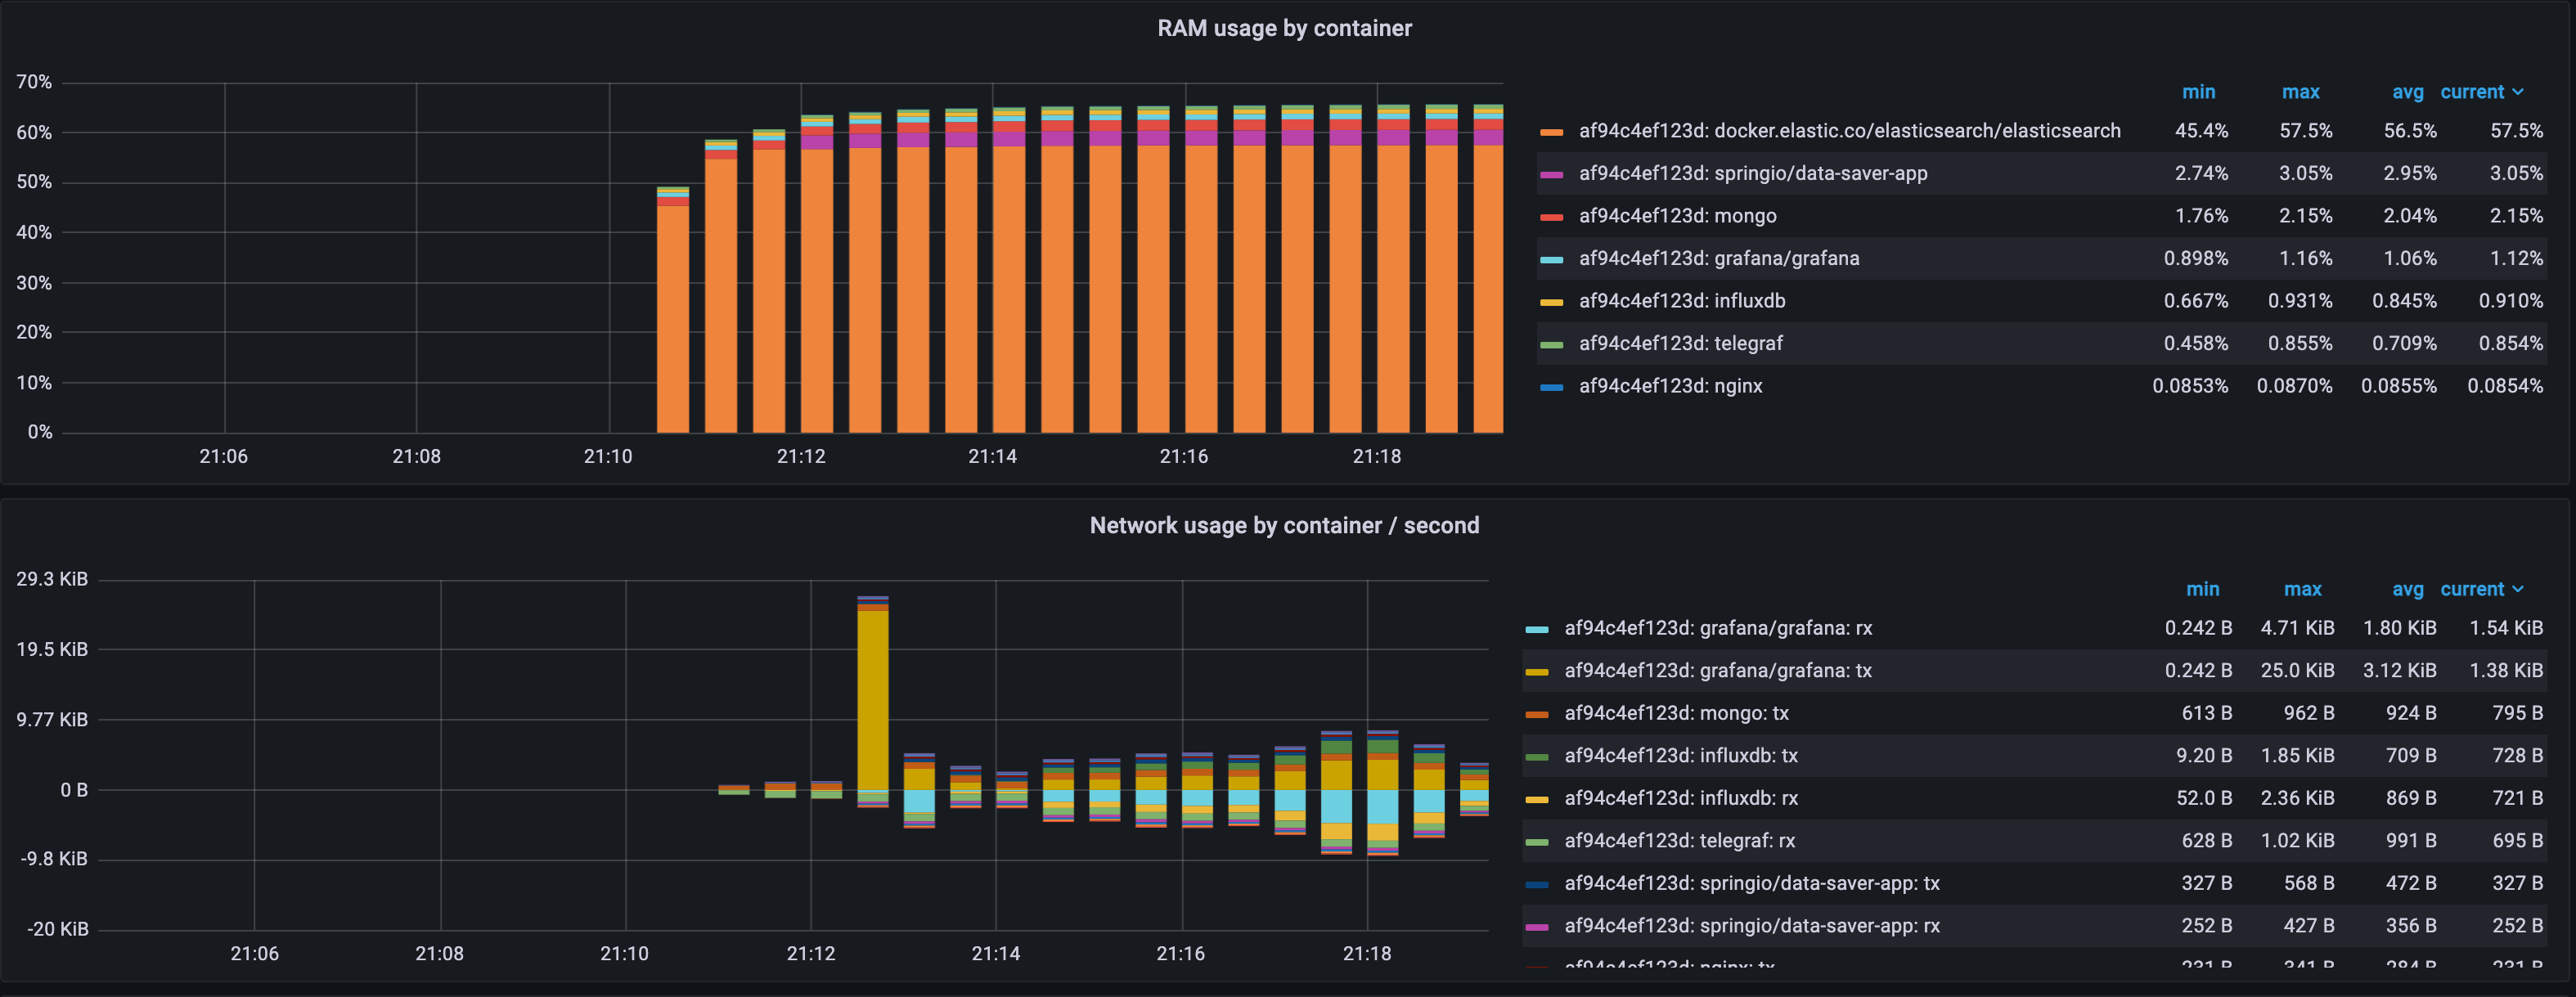 RAM usage by container
70%
60%
50%
40%
30%
20%
10%
0%
21:06 21:08 21:10 21:12 21:14 21:16 21:18
min max avg current
af94c4ef123d: docker.elastic.co/elasticsearch/elasticsearch 45.4% 57.5% 56.5% 57.5%
af94c4ef123d: springio/data-saver-app 2.74% 3.05% 2.95% 3.05%
af94c4ef123d: mongo 1.76% 2.15% 2.04% 2.15%
af94c4ef123d: grafana/grafana 0.898% 1.16% 1.06% 1.12%
af94c4ef123d: influxdb 0.667% 0.931% 0.845% 0.910%
af94c4ef123d: telegraf 0.458% 0.855% 0.709% 0.854%
af94c4ef123d: nginx 0.0853% 0.0870% 0.0855% 0.0854%
Network usage by container / second
29.3 KiB
19.5 KiB
9.77 KiB
0 B
-9.8 KiB
-20 KiB
21:06 21:08 21:10 21:12 21:14 21:16 21:18
min max avg current
af94c4ef123d: grafana/grafana: rx 0.242 B 4.71 KiB 1.80 KiB 1.54 KiB
af94c4ef123d: grafana/grafana: tx 0.242 B 25.0 KiB 3.12 KiB 1.38 KiB
af94c4ef123d: mongo: tx 613 B 962 B 924 B 795 B
af94c4ef123d: influxdb: tx 9.20 B 1.85 KiB 709 B 728 B
af94c4ef123d: influxdb: rx 52.0 B 2.36 KiB 869 B 721 B
af94c4ef123d: telegraf: rx 628 B 1.02 KiB 991 B 695 B
af94c4ef123d: springio/data-saver-app: tx 327 B 568 B 472 B 327 B
af94c4ef123d: springio/data-saver-app: rx 252 B 427 B 356 B 252 B
af94c4ef123d: nginx: tx 231 B 341 B 284 B 231 B